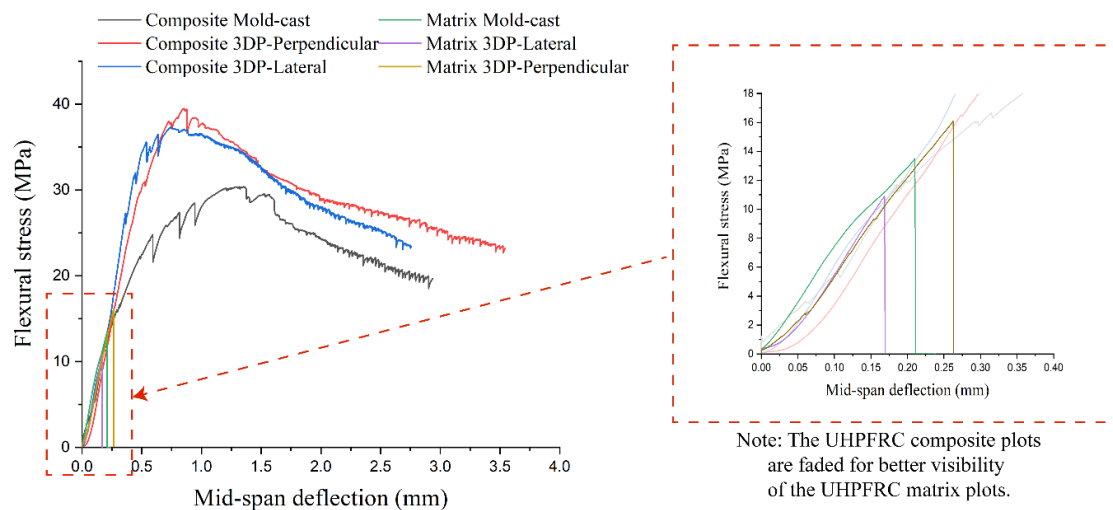 Composite Mold-cast
Composite 3DP-Perpendicular
Composite 3DP-Lateral
Matrix Mold-cast
Matrix 3DP-Lateral
Matrix 3DP-Perpendicular
Flexural stress (MPa)
40
30
20
10
0
0.0 0.5 1.0 1.5 2.0 2.5 3.0 3.5 4.0
Mid-span deflection (mm)
Flexural stress (MPa)
18
16
14
12
10
8
6
4
2
0
0.00 0.05 0.10 0.15 0.20 0.25 0.30 0.35 0.40
Mid-span deflection (mm)
Note: The UHPFRC composite plots
are faded for better visibility
of the UHPFRC matrix plots.